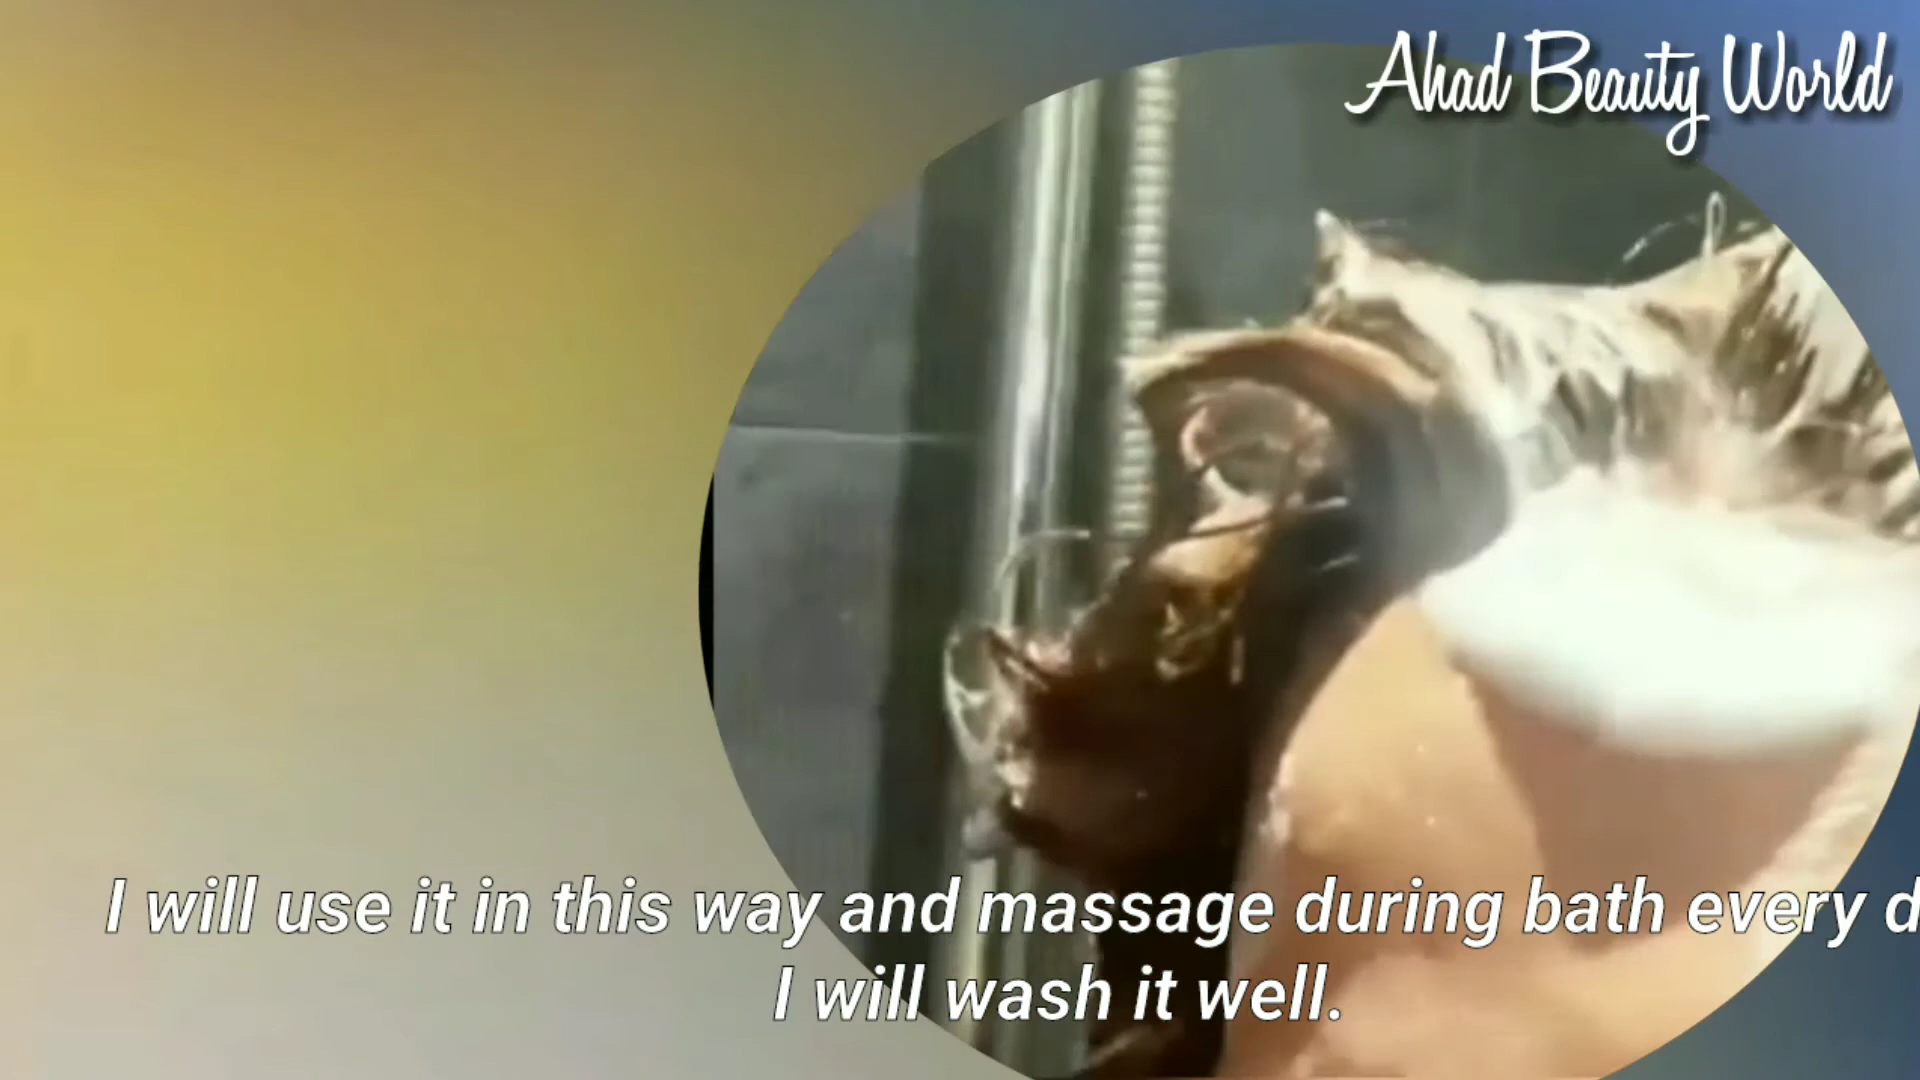 Ahad Beauty World
I will use it in this way and massage during bath every d
I will wash it well.